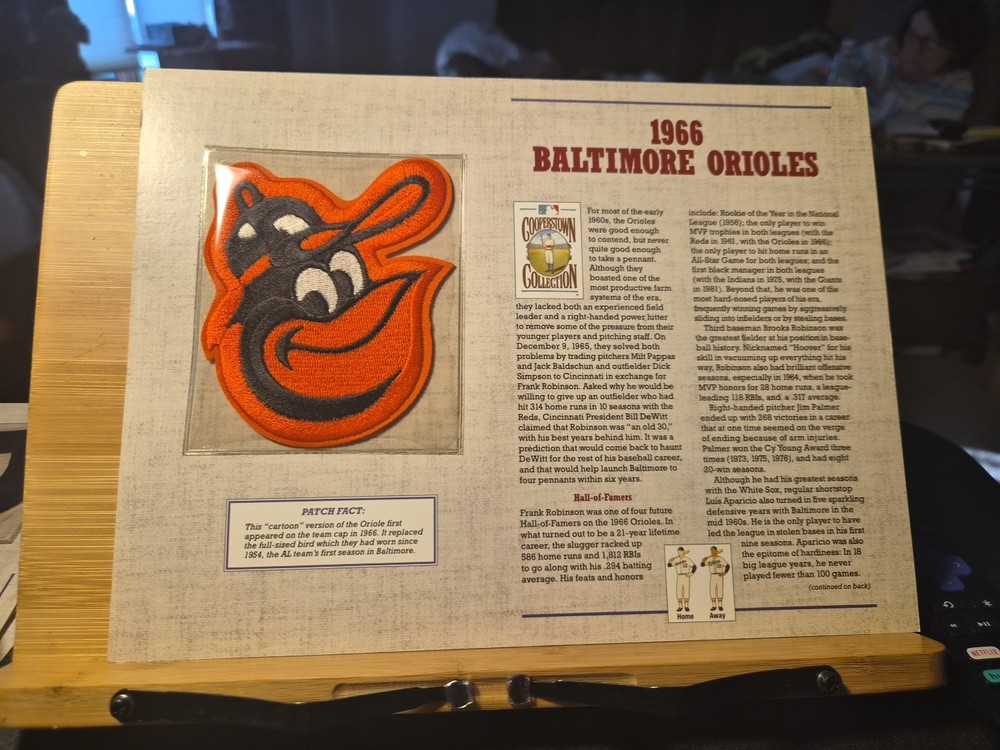 1966
BALTIMORE ORIOLES
COOPERSTOWN
COLLECTION
For most of the early
1960s, the Orioles
were good enough
to contend, but never
quite good enough
to take a pennant.
Although they
boasted one of the
most productive farm
systems of the era,
they lacked both an experienced field
leader and a right-handed power hitter
to remove some of the pressure from their
younger players and pitching staff. On
December 9, 1965, they solved both
problems by trading pitchers Milt Pappas
and Jack Baldschun and outfielder Dick
Simpson to Cincinnati in exchange for
Frank Robinson. Asked why he would be
willing to give up an outfielder who had
hit 314 home runs in 10 seasons with the
Reds, Cincinnati President Bill DeWitt
claimed that Robinson was "an old 30,"
with his best years behind him. It was a
prediction that would come back to haunt
DeWitt for the rest of his baseball career,
and that would help launch Baltimore to
four pennants within six years.
Hall-of-Famers
Frank Robinson was one of four future
Hall-of-Famers on the 1966 Orioles. In
what turned out to be a 21-year lifetime
career, the slugger racked up
586 home runs and 1,812 RBIs
to go along with his .294 batting
average. His feats and honors
include: Rookie of the Year in the National
League (1956); the only player to win
MVP trophies in both leagues (with the
Reds in 1961, with the Orioles in 1966);
the only player to hit home runs in an
All-Star Game for both leagues; and the
first black manager in both leagues
(with the Indians in 1975, with the Giants
in 1981). Beyond that, he was one of the
most hard-nosed players of his era,
frequently winning games by aggressively
sliding into infielders or by stealing bases.
Third baseman Brooks Robinson was
the greatest fielder at his position in base-
ball history. Nicknamed "Hoover" for his
skill in vacuuming up everything hit his
way, Robinson also had brilliant offensive
seasons, especially in 1964, when he took
MVP honors for 28 home runs, a league-
leading 118 RBIs, and a .317 average.
Right-handed pitcher Jim Palmer
ended up with 268 victories in a career
that at one time seemed on the verge
of ending because of arm injuries.
Palmer won the Cy Young Award three
times (1973, 1975, 1976), and had eight
20-win seasons.
Although he had his greatest seasons
with the White Sox, regular shortstop
Luis Aparicio also turned in five sparkling
defensive years with Baltimore in the
mid 1960s. He is the only player to have
led the league in stolen bases in his first
nine seasons. Aparicio was also
the epitome of hardiness: In 18
big league years, he never
played fewer than 100 games.
(continued on back)
Home Away
PATCH FACT:
This "cartoon" version of the Oriole first
appeared on the team cap in 1966. It replaced
the full-sized bird which they had worn since
1954, the AL team's first season in Baltimore.
NETFLIX